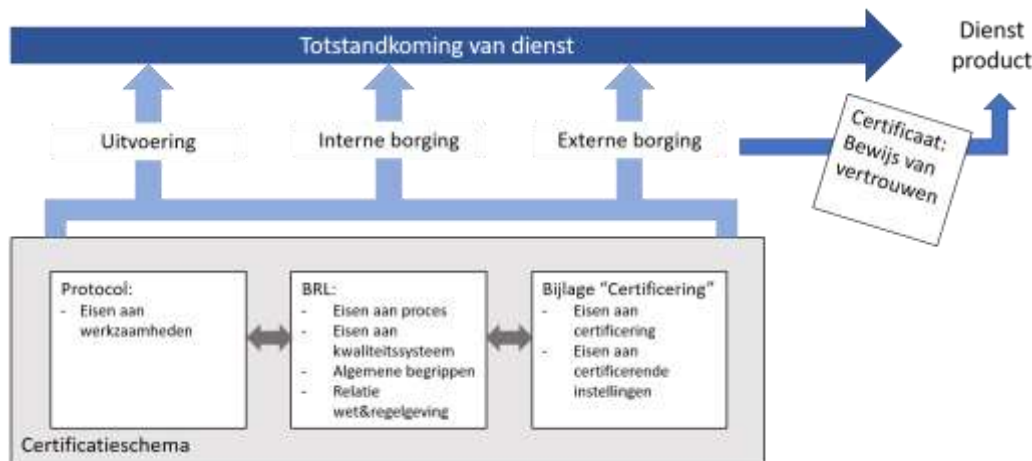 Totstandkoming van dienst
Dienst
product
Uitvoering
Interne borging
Externe borging
Certificaat:
Bewijs van
vertrouwen
Protocol:
- Eisen aan
werkzaamheden
BRL:
- Eisen aan proces
- Eisen aan
kwaliteitssysteem
- Algemene begrippen
- Relatie
wet&regelgeving
Bijlage “Certificering”
- Eisen aan
certificering
- Eisen aan
certificerende
instellingen
Certificatieschema